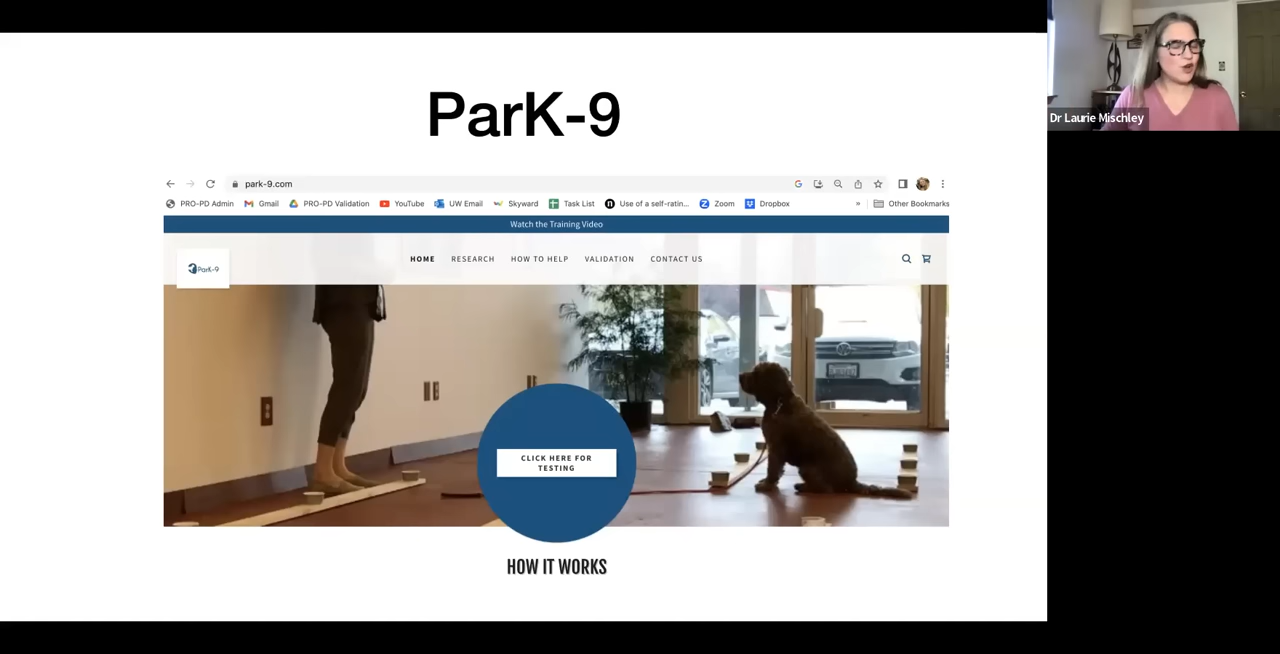 ParK-9
Dr Laurie Mischley
park-9.com
PRO-PD Admin
Gmail
PRO-PD Validation
YouTube
UW Email
Skyward
Task List
Use of a self-ratin...
Zoom
Dropbox
»
Other Bookmarks
Watch the Training Video
ParK-9
HOME
RESEARCH
HOW TO HELP
VALIDATION
CONTACT US
CLICK HERE FOR
TESTING
HOW IT WORKS